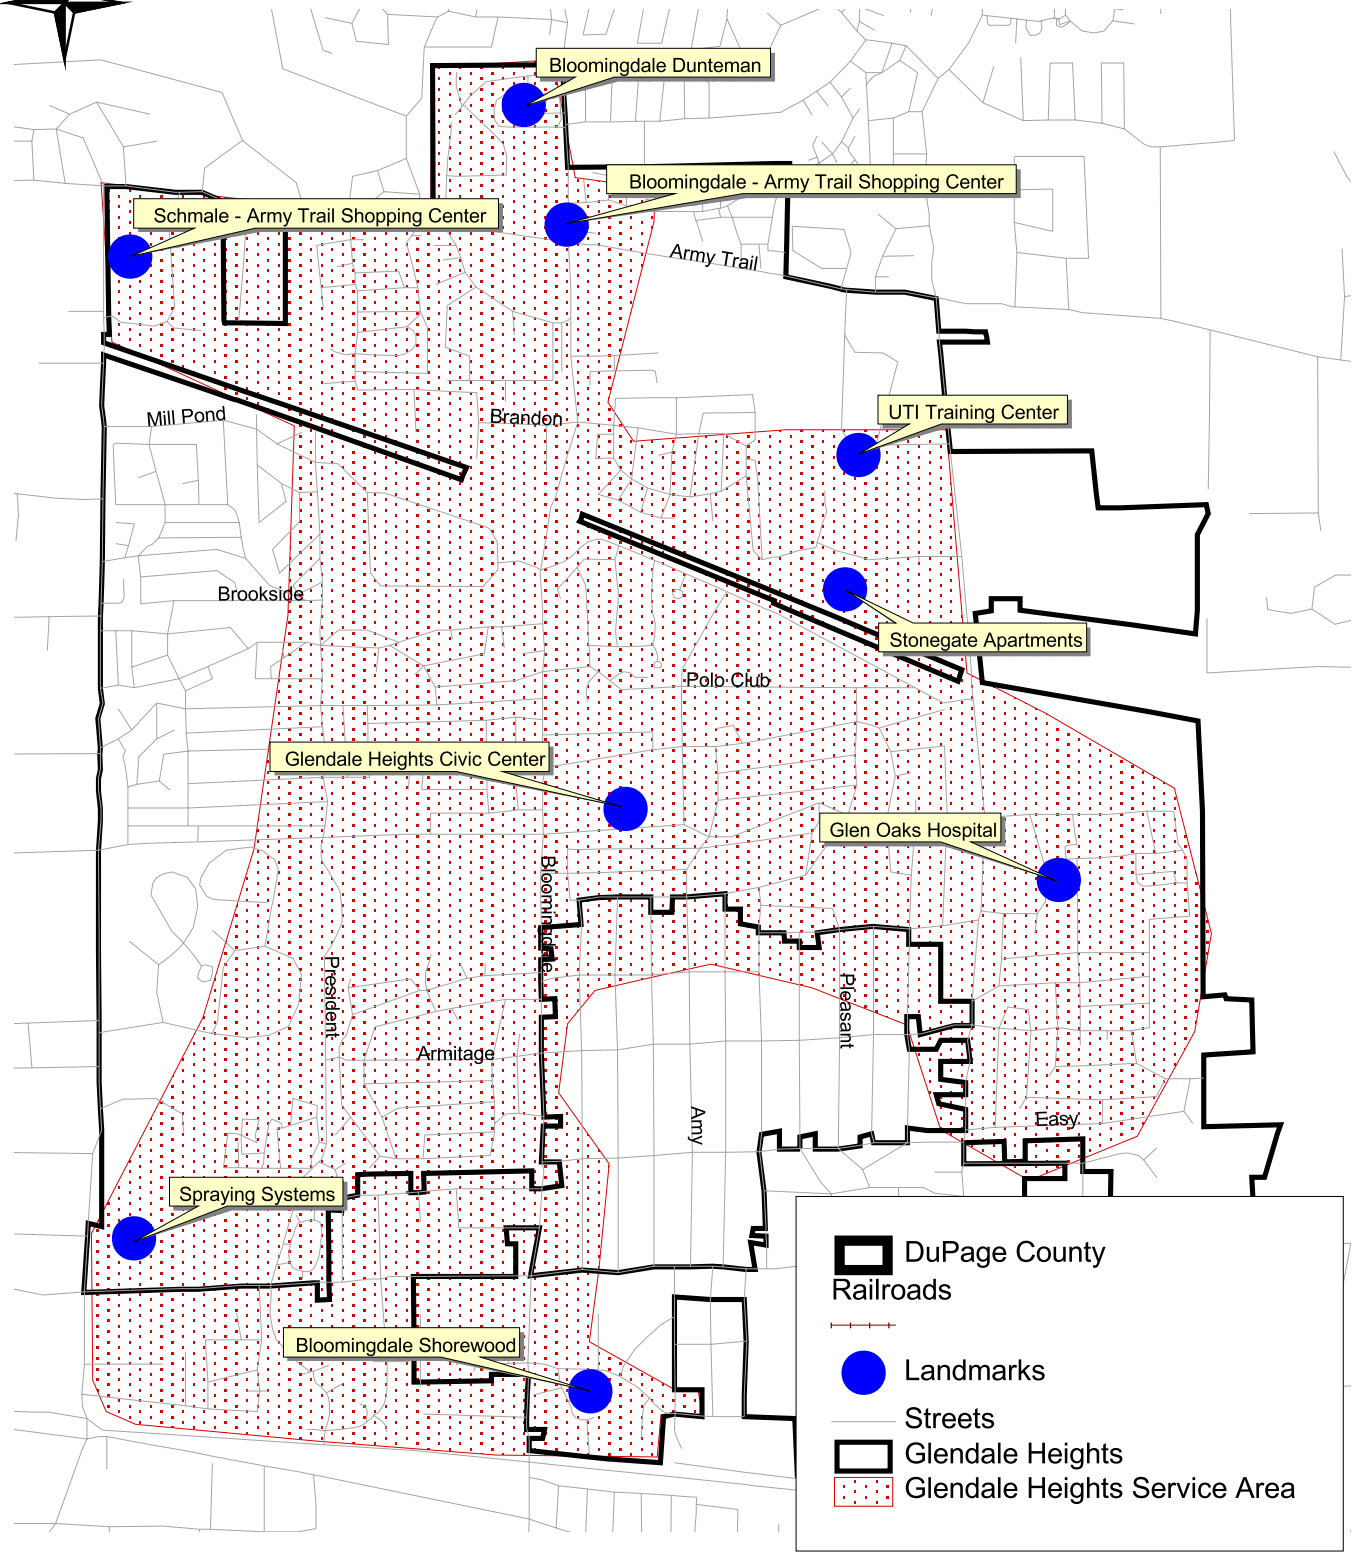 Bloomingdale Dunteman
Bloomingdale - Army Trail Shopping Center
Schmale - Army Trail Shopping Center
Army Trail
UTI Training Center
Mill Pond
Brandon
Brookside
Stonegate Apartments
Polo Club
Glendale Heights Civic Center
Glen Oaks Hospital
Bloomingdale
President
Pleasant
Armitage
Amy
Easy
Spraying Systems
Bloomingdale Shorewood
DuPage County
Railroads
Landmarks
Streets
Glendale Heights
Glendale Heights Service Area